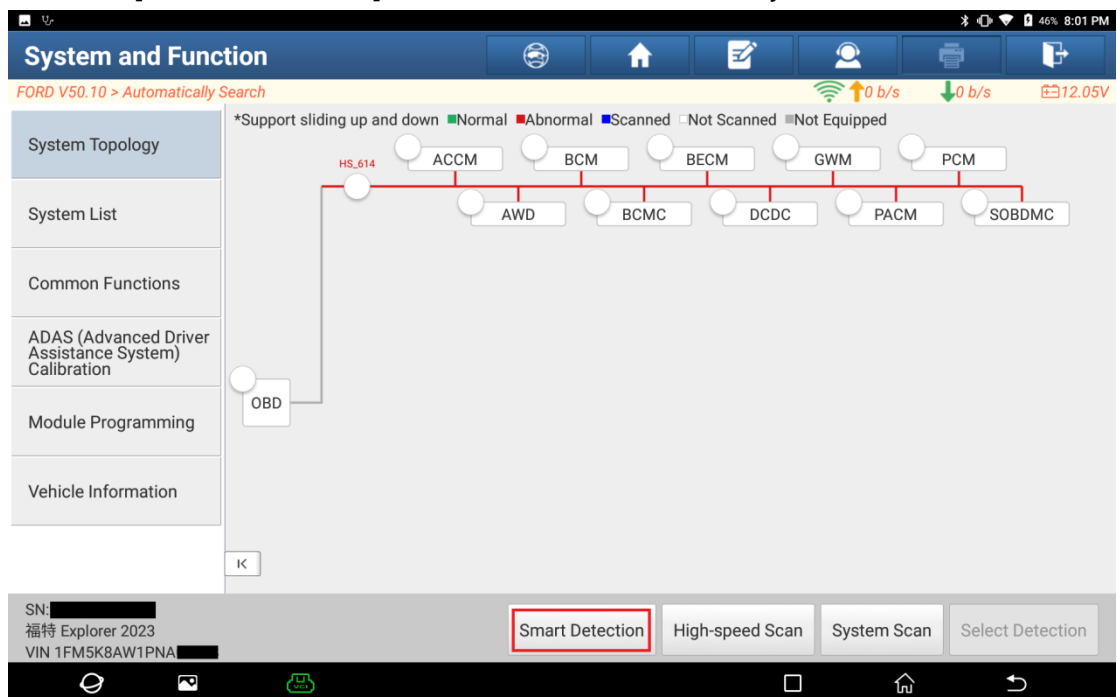 46% 8:01 PM
System and Function
FORD V50.10 > Automatically Search
0 b/s
0 b/s
12.05V
System Topology
System List
Common Functions
ADAS (Advanced Driver
Assistance System)
Calibration
Module Programming
Vehicle Information
*Support sliding up and down ■Normal ■Abnormal ■Scanned □Not Scanned ■Not Equipped
HS_614
ACCM
BCM
BECM
GWM
PCM
AWD
BCMC
DCDC
PACM
SOBDMC
OBD
SN:
福特 Explorer 2023
VIN 1FM5K8AW1PNA
Smart Detection
High-speed Scan
System Scan
Select Detection
VCI